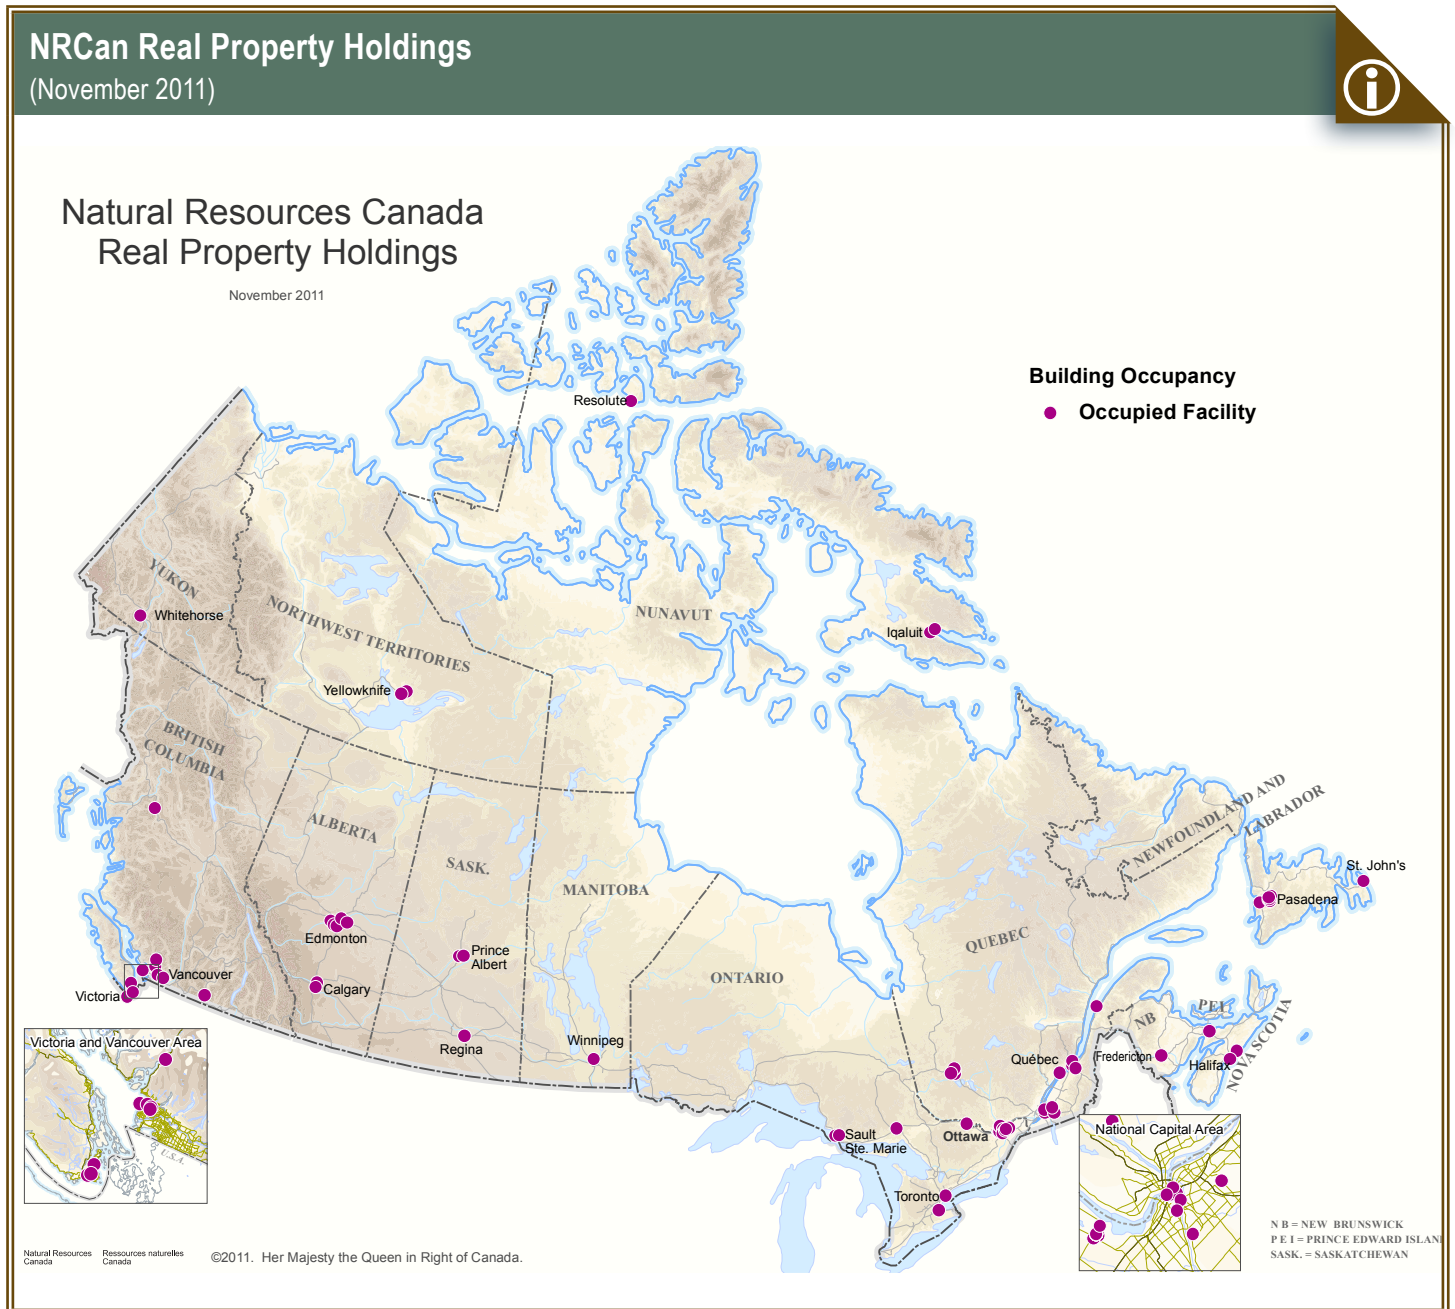 NRCan Real Property Holdings
(November 2011)
Natural Resources Canada
Real Property Holdings
November 2011
Building Occupancy
Occupied Facility
Resolute
YUKON
Whitehorse
NORTHWEST TERRITORIES
NUNAVUT
Iqaluit
Yellowknife
BRITISH
COLUMBIA
ALBERTA
SASK.
MANITOBA
ONTARIO
QUEBEC
NEWFOUNDLAND AND
LABRADOR
St. John's
Pasadena
Edmonton
Prince
Albert
Vancouver
Calgary
Victoria
Regina
Winnipeg
Québec
NB
PEI
NOVA SCOTIA
Fredericton
Halifax
Sault
Ste. Marie
Ottawa
Toronto
Victoria and Vancouver Area
U.S.A.
National Capital Area
N B = NEW BRUNSWICK
P E I = PRINCE EDWARD ISLAN
SASK. = SASKATCHEWAN
Natural Resources Ressources naturelles
Canada Canada
©2011. Her Majesty the Queen in Right of Canada.